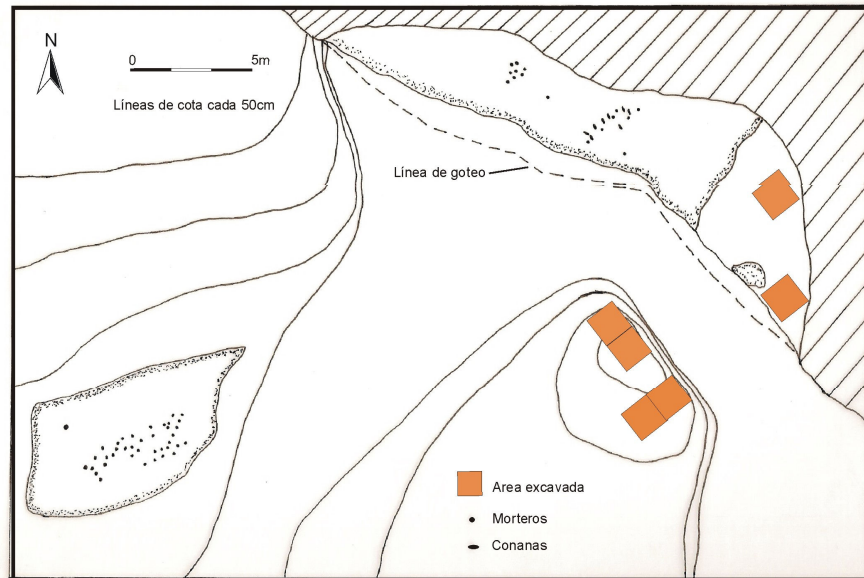 N
0 5m
Líneas de cota cada 50cm
Línea de goteo
Area excavada
Morteros
Conanas